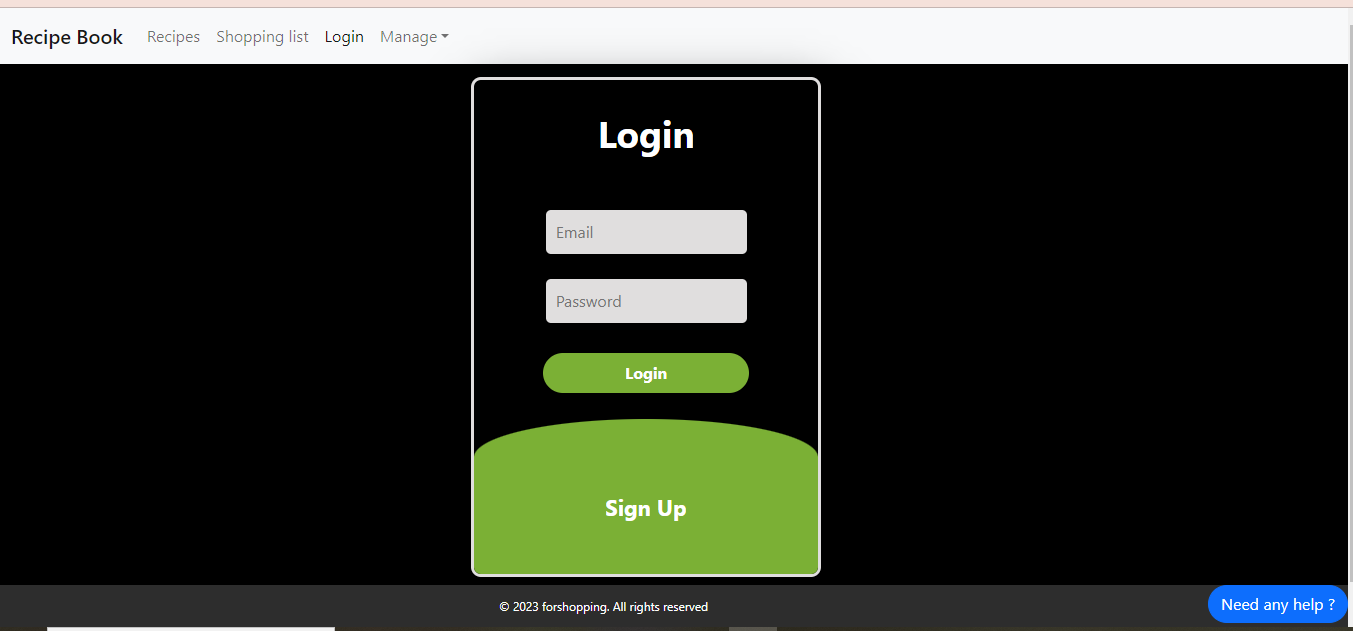 Recipe Book Recipes Shopping list Login Manage
Login
Email
Password
Login
Sign Up
© 2023 forshopping. All rights reserved
Need any help ?